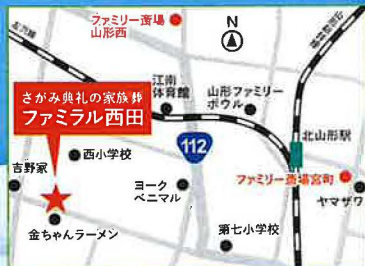 ファミリー斎場
山形西
N
江南
体育館
山形ファミリー
ボウル
さがみ典礼の家族葬
ファミラル西田
112
北山形駅
西小学校
吉野家
ヨーク
ベニマル
ファミリー斎場宮町
ヤマザワ
金ちゃんラーメン
第七小学校